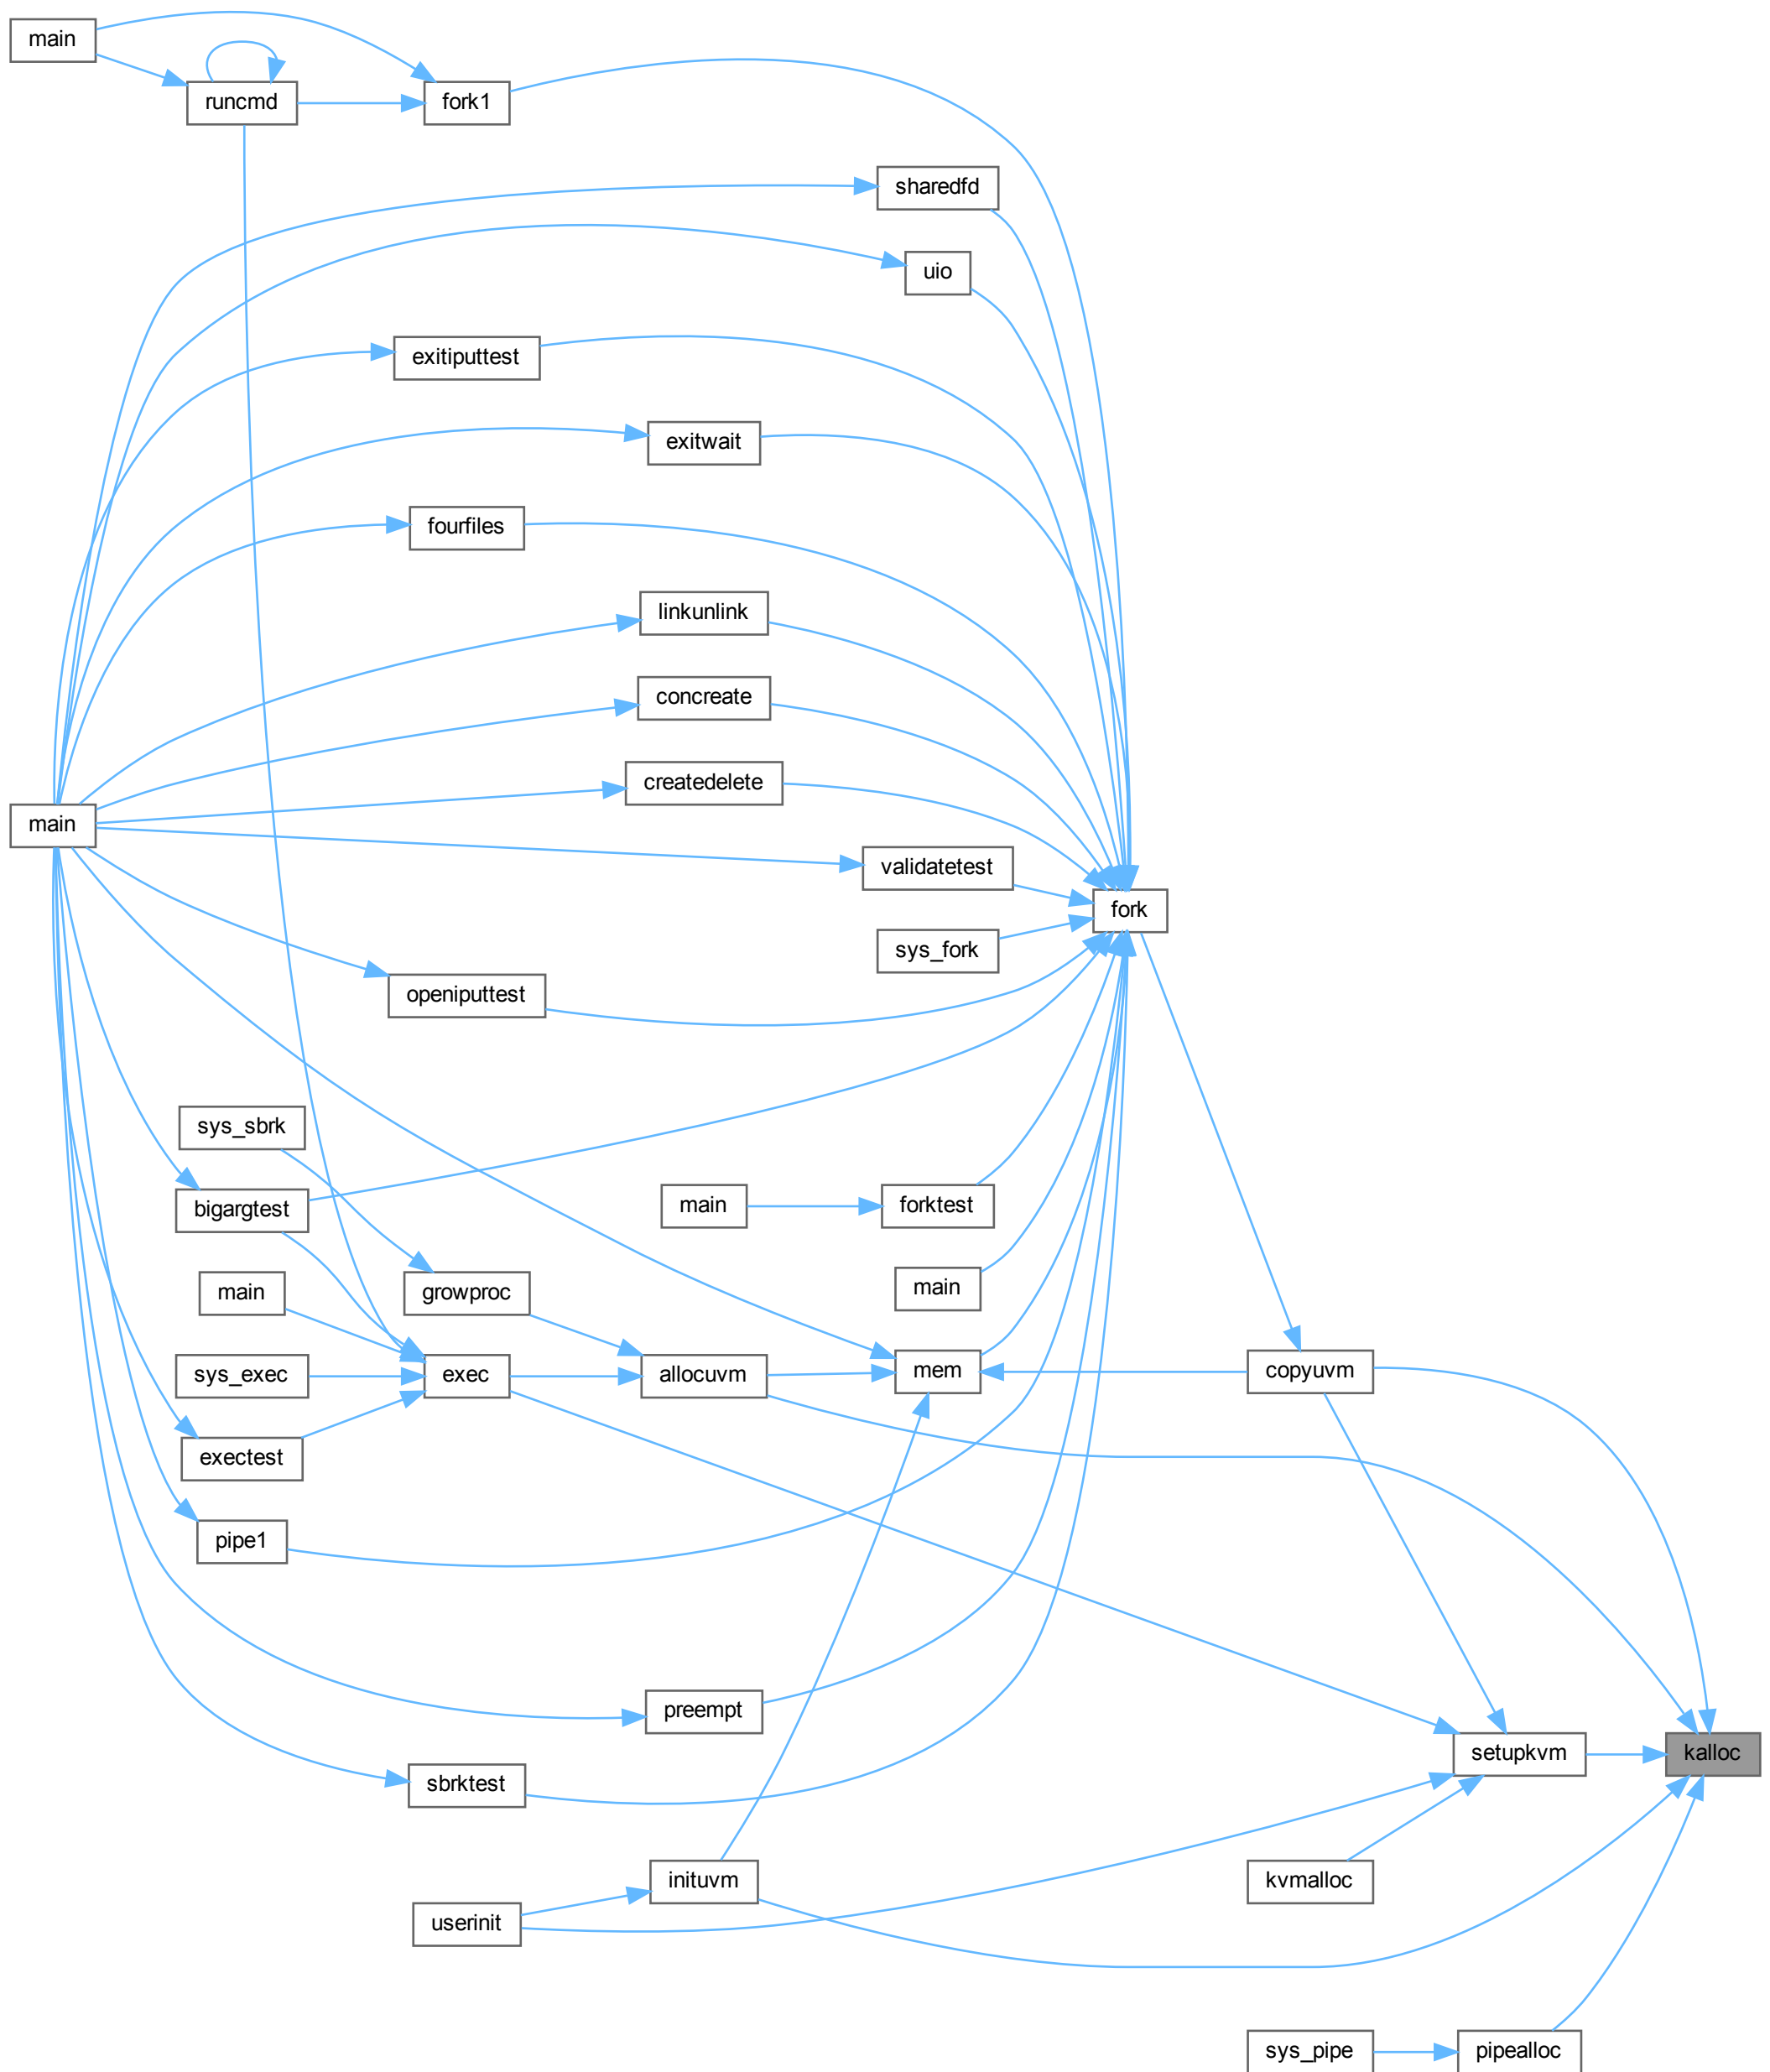 main
runcmd
fork1
sharedfd
uio
exitiputtest
exitwait
fourfiles
linkunlink
concreate
createdelete
main
validatetest
fork
sys_fork
openiputtest
sys_sbrk
bigargtest
main
forktest
main
growproc
main
sys_exec
exec
allocuvm
mem
copyuvm
exectest
pipe1
preempt
setupkvm
kalloc
sbrktest
inituvm
kvmalloc
userinit
sys_pipe
pipealloc